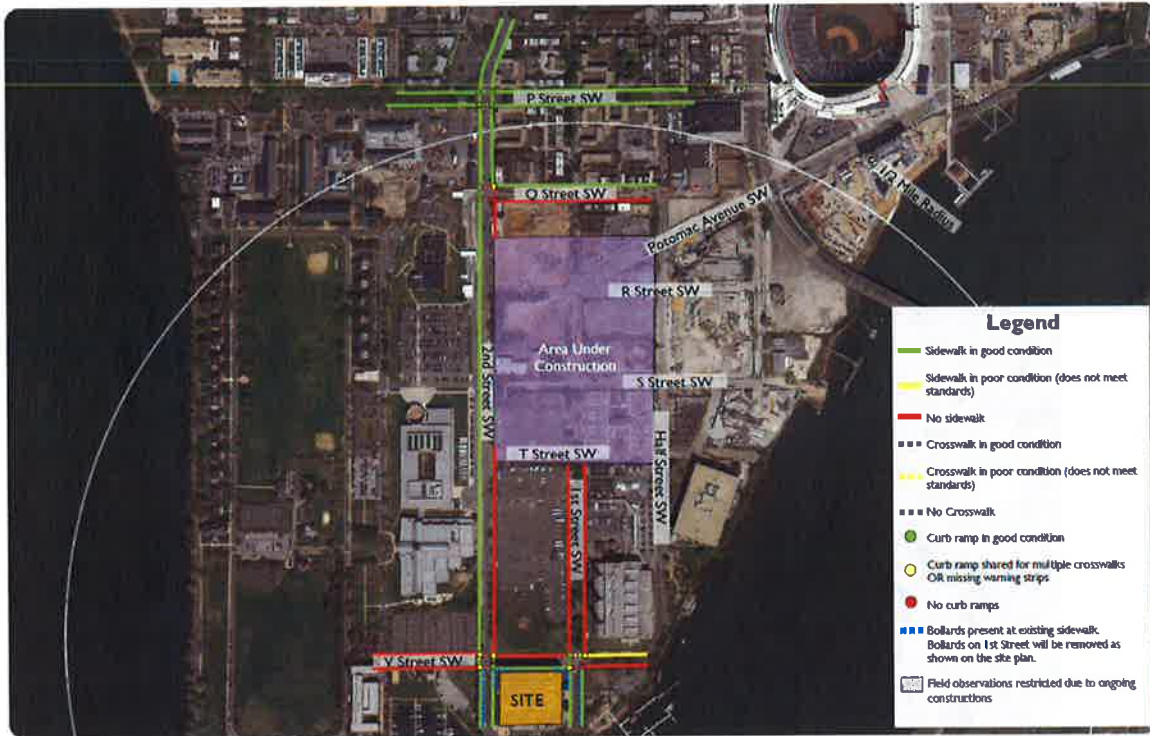 P Street SW
Q Street SW
Potomac Avenue SW
1/2 Mile Radius
R Street SW
Area Under
Construction
2nd Street SW
S Street SW
Half Street SW
T Street SW
1st Street SW
V Street SW
SITE
Legend
Sidewalk in good condition
Sidewalk in poor condition (does not meet
standards)
No sidewalk
Crosswalk in good condition
Crosswalk in poor condition (does not meet
standards)
No Crosswalk
Curb ramp in good condition
Curb ramp shared for multiple crosswalks
OR missing warning strips
No curb ramps
Bollards present at existing sidewalk.
Bollards on 1st Street will be removed as
shown on the site plan.
Field observations restricted due to ongoing
constructions